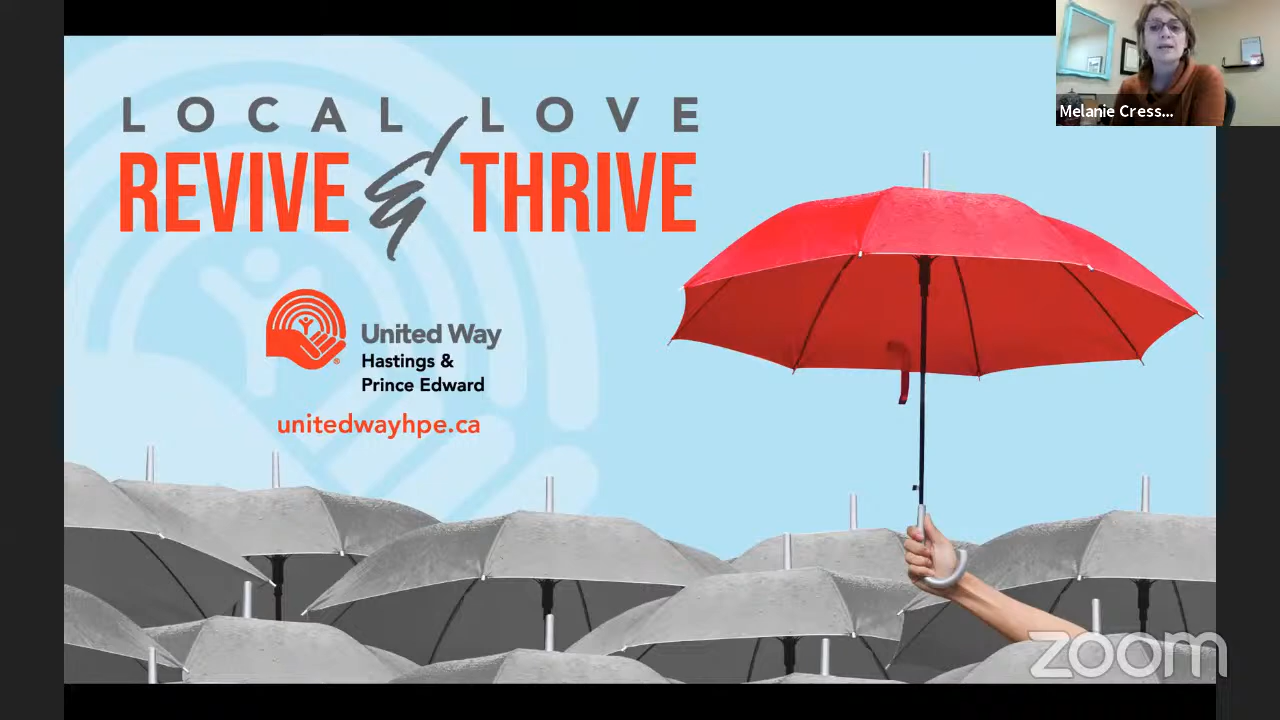 LOCAL LOVE
REVIVE & THRIVE
United Way
Hastings &
Prince Edward
unitedwayhpe.ca
Melanie Cress...
zoom